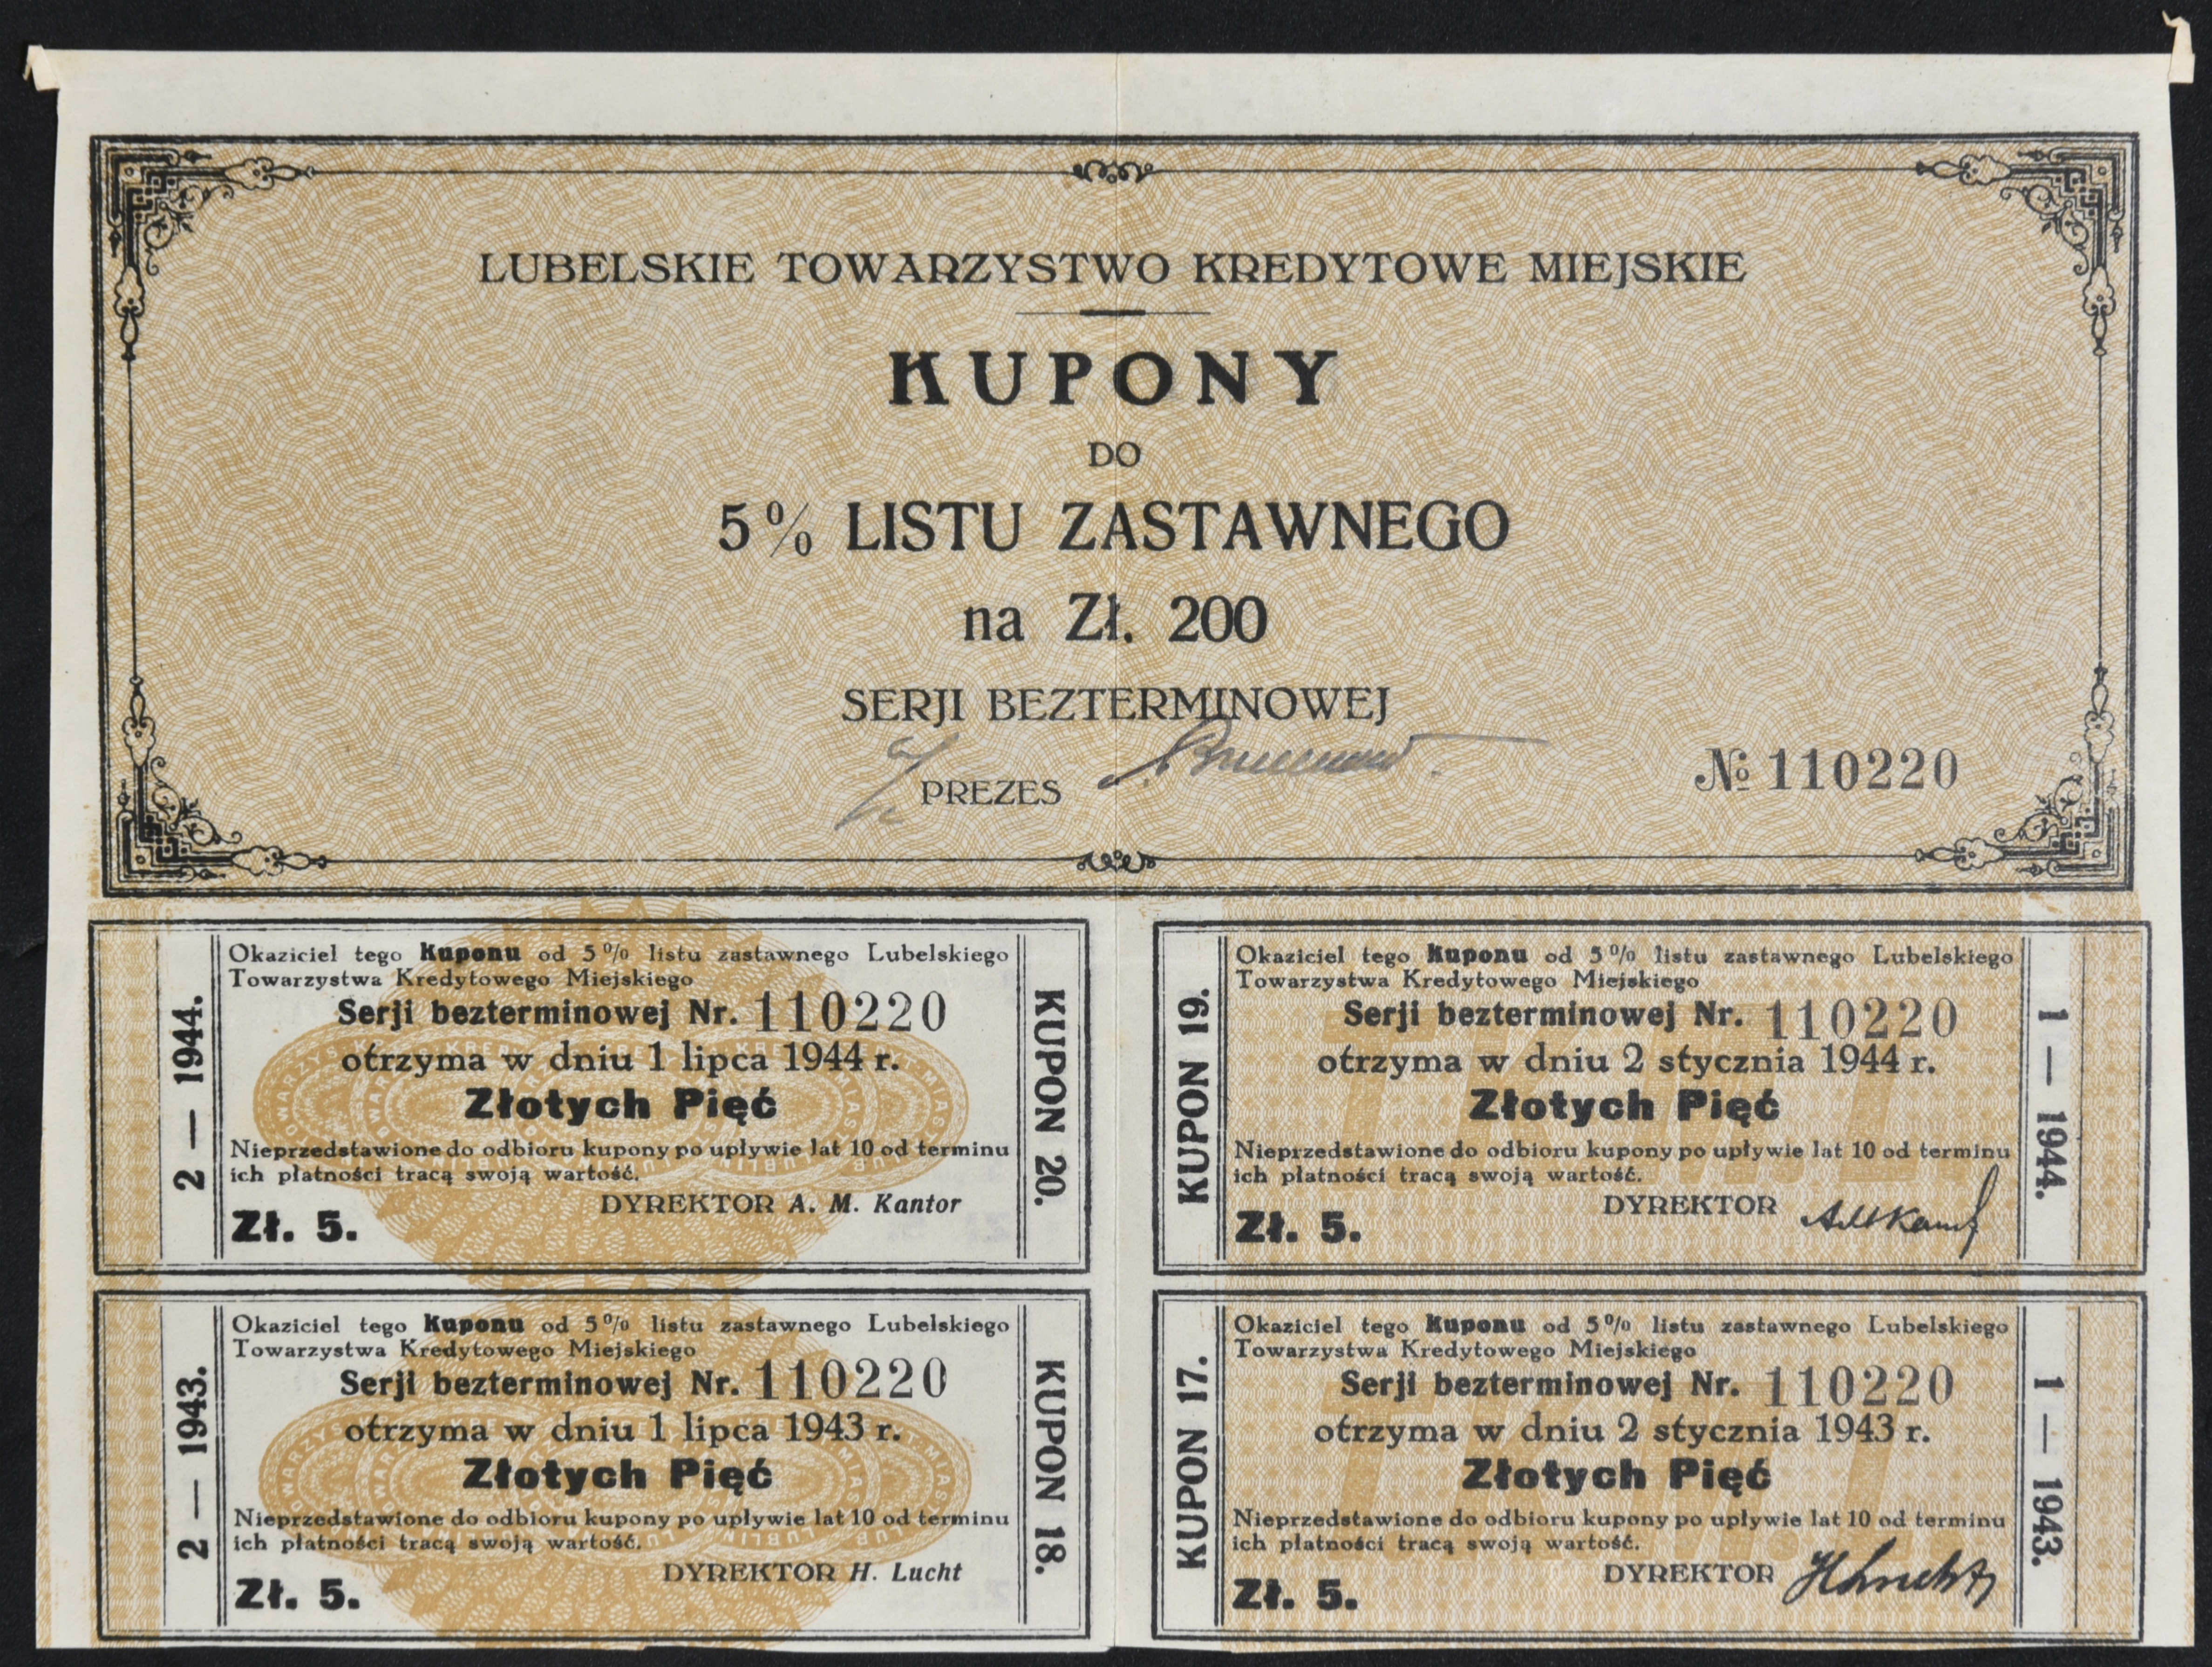 LUBELSKIE TOWARZYSTWO KREDYTOWE MIEJSKIE
KUPONY
DO
5% LISTU ZASTAWNEGO
na Zł. 200
SERJI BEZTERMINOWEJ
PREZES
№ 110220
2 — 1944.
Okaziciel tego Kuponu od 5% listu zastawnego Lubelskiego
Towarzystwa Kredytowego Miejskiego
Serji bezterminowej Nr. 110220
otrzyma w dniu 1 lipca 1944 r.
Złotych Pięć
Nieprzedstawione do odbioru kupony po upływie lat 10 od terminu
ich płatności tracą swoją wartość.
DYREKTOR A. M. Kantor
Zł. 5.
KUPON 20.
KUPON 19.
Okaziciel tego Kuponu od 5% listu zastawnego Lubelskiego
Towarzystwa Kredytowego Miejskiego
Serji bezterminowej Nr. 110220
otrzyma w dniu 2 stycznia 1944 r.
Złotych Pięć
Nieprzedstawione do odbioru kupony po upływie lat 10 od terminu
ich płatności tracą swoją wartość.
DYREKTOR
Zł. 5.
1 — 1944.
2 — 1943.
Okaziciel tego Kuponu od 5% listu zastawnego Lubelskiego
Towarzystwa Kredytowego Miejskiego
Serji bezterminowej Nr. 110220
otrzyma w dniu 1 lipca 1943 r.
Złotych Pięć
Nieprzedstawione do odbioru kupony po upływie lat 10 od terminu
ich płatności tracą swoją wartość.
DYREKTOR H. Lucht
Zł. 5.
KUPON 18.
KUPON 17.
Okaziciel tego Kuponu od 5% listu zastawnego Lubelskiego
Towarzystwa Kredytowego Miejskiego
Serji bezterminowej Nr. 110220
otrzyma w dniu 2 stycznia 1943 r.
Złotych Pięć
Nieprzedstawione do odbioru kupony po upływie lat 10 od terminu
ich płatności tracą swoją wartość.
DYREKTOR
Zł. 5.
1 — 1943.